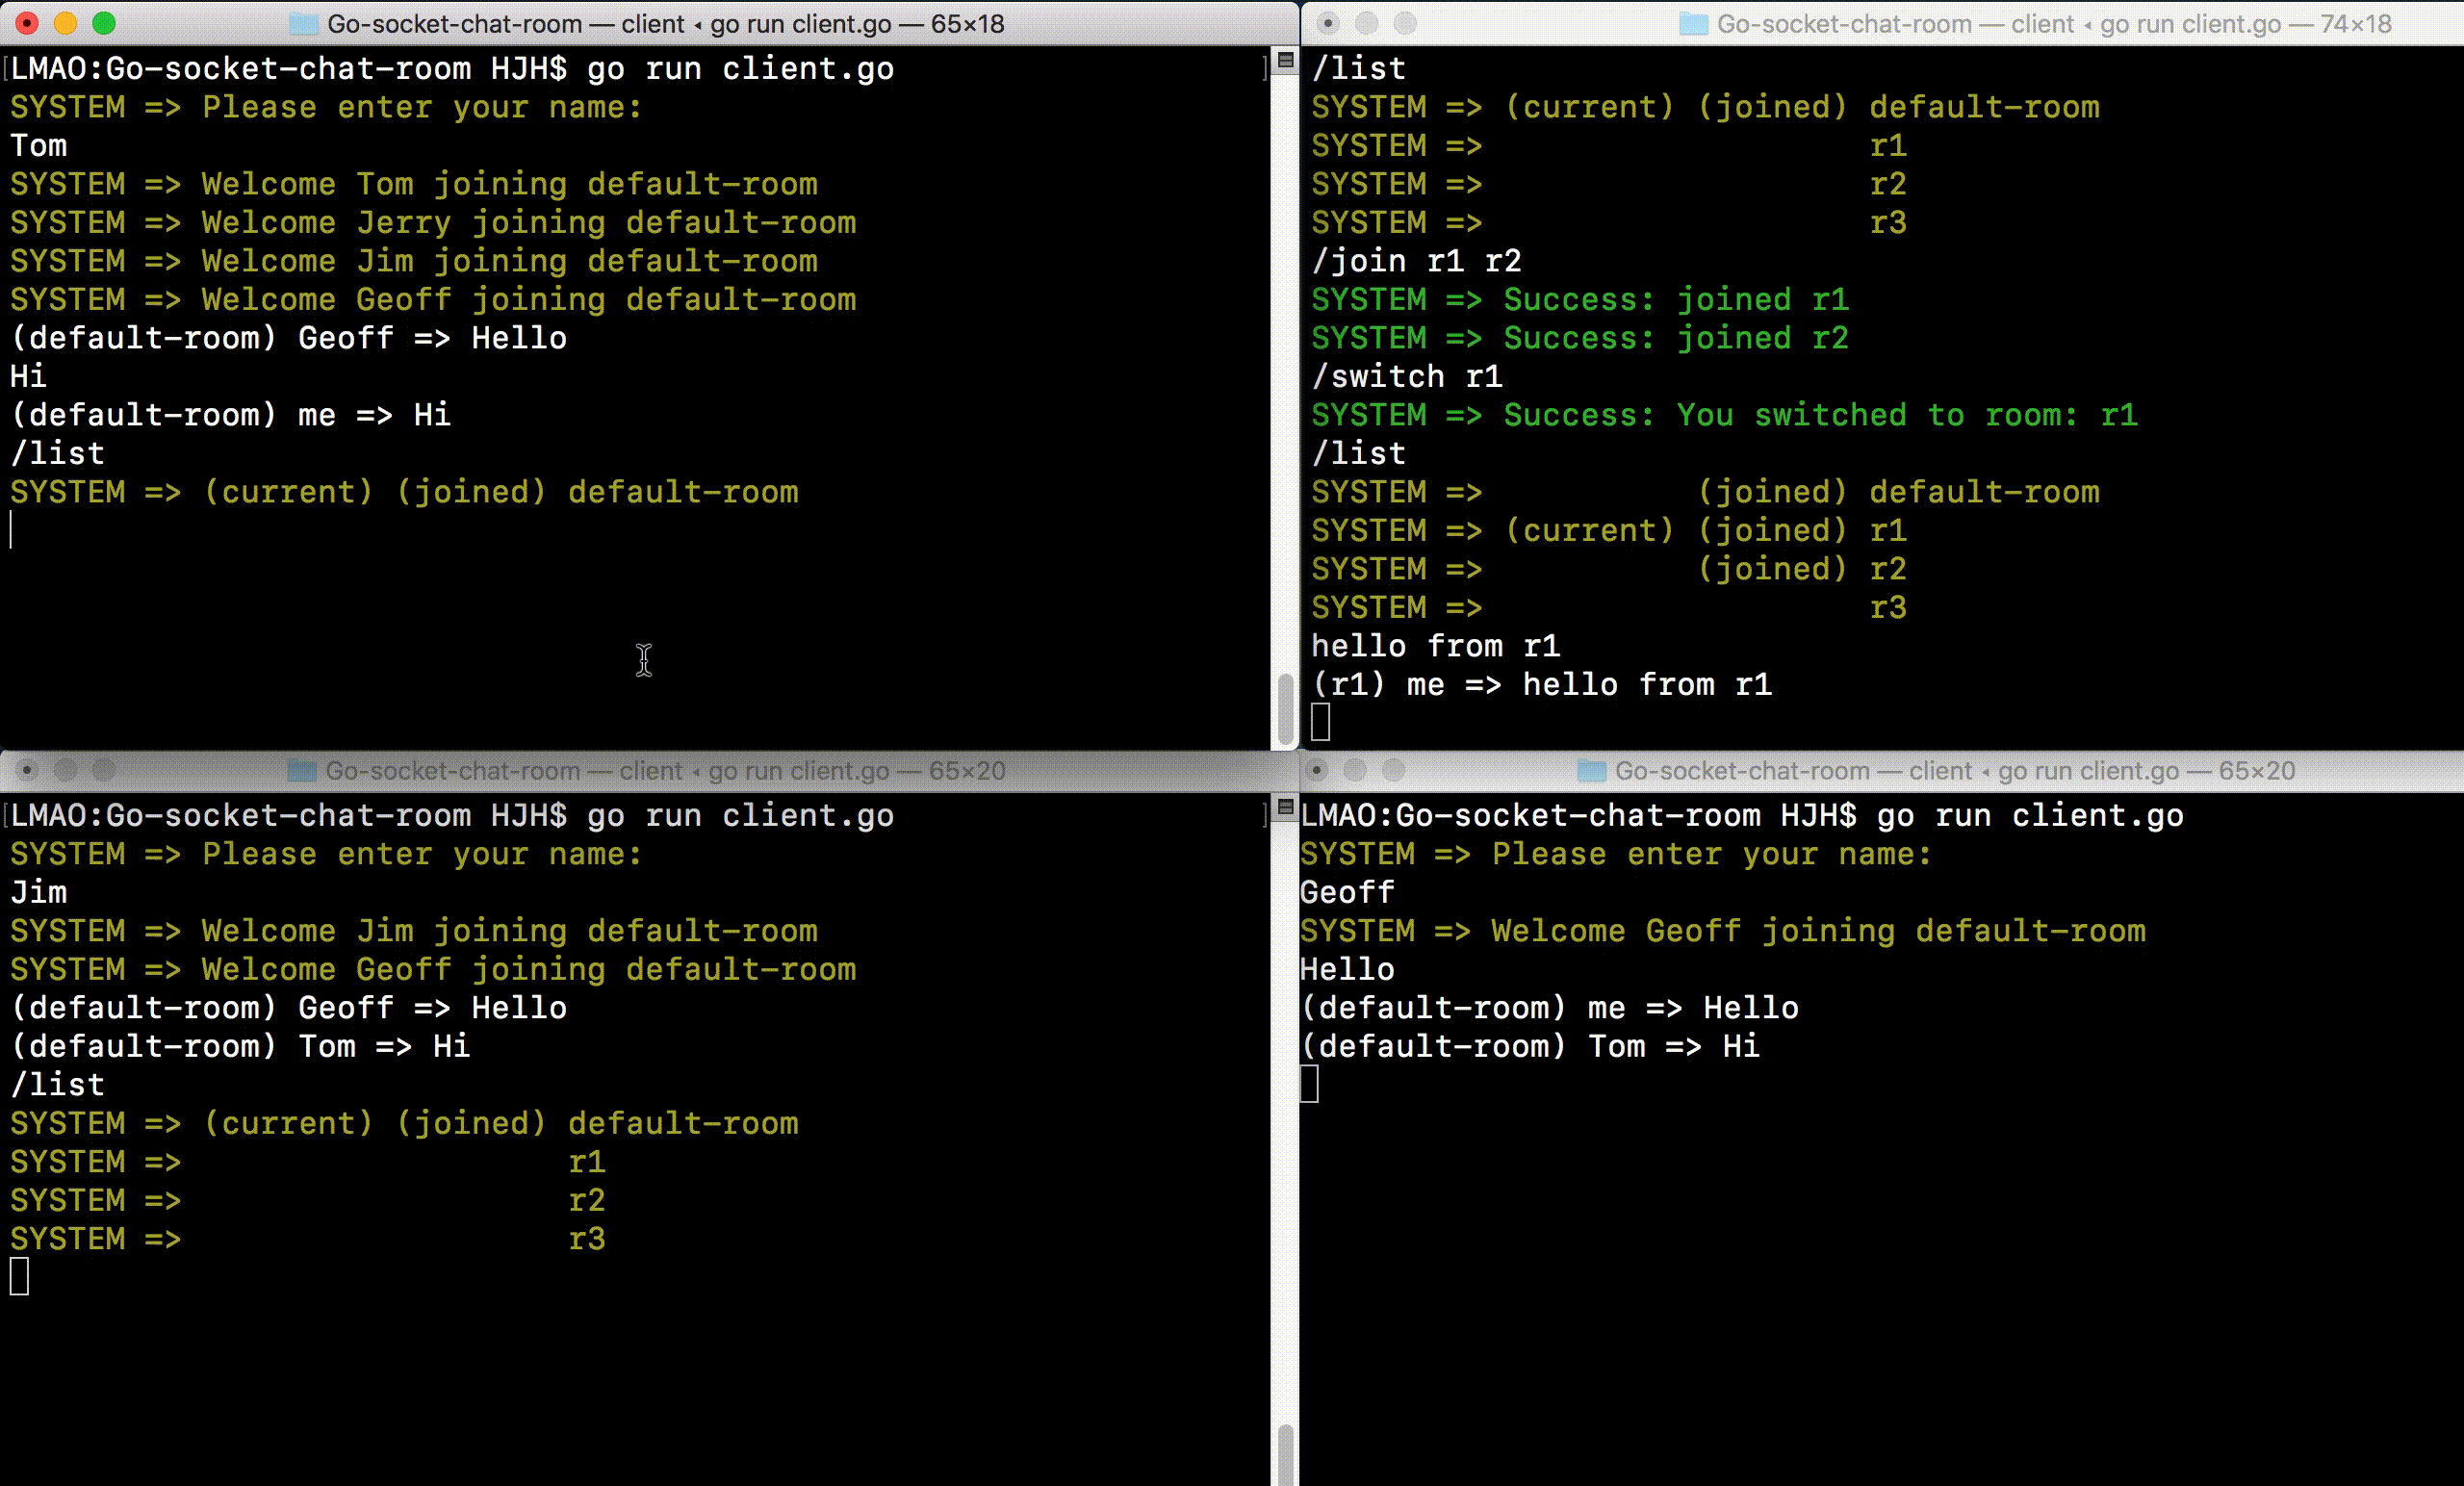 Go-socket-chat-room — client ◂ go run client.go — 65×18
[LMAO:Go-socket-chat-room HJH$ go run client.go ]
SYSTEM => Please enter your name:
Tom
SYSTEM => Welcome Tom joining default-room
SYSTEM => Welcome Jerry joining default-room
SYSTEM => Welcome Jim joining default-room
SYSTEM => Welcome Geoff joining default-room
(default-room) Geoff => Hello
Hi
(default-room) me => Hi
/list
SYSTEM => (current) (joined) default-room
Go-socket-chat-room — client ◂ go run client.go — 74×18
/list
SYSTEM => (current) (joined) default-room
SYSTEM =>                    r1
SYSTEM =>                    r2
SYSTEM =>                    r3
/join r1 r2
SYSTEM => Success: joined r1
SYSTEM => Success: joined r2
/switch r1
SYSTEM => Success: You switched to room: r1
/list
SYSTEM =>           (joined) default-room
SYSTEM => (current) (joined) r1
SYSTEM =>           (joined) r2
SYSTEM =>                    r3
hello from r1
(r1) me => hello from r1
Go-socket-chat-room — client ◂ go run client.go — 65×20
[LMAO:Go-socket-chat-room HJH$ go run client.go ]
SYSTEM => Please enter your name:
Jim
SYSTEM => Welcome Jim joining default-room
SYSTEM => Welcome Geoff joining default-room
(default-room) Geoff => Hello
(default-room) Tom => Hi
/list
SYSTEM => (current) (joined) default-room
SYSTEM =>                    r1
SYSTEM =>                    r2
SYSTEM =>                    r3
Go-socket-chat-room — client ◂ go run client.go — 65×20
LMAO:Go-socket-chat-room HJH$ go run client.go
SYSTEM => Please enter your name:
Geoff
SYSTEM => Welcome Geoff joining default-room
Hello
(default-room) me => Hello
(default-room) Tom => Hi